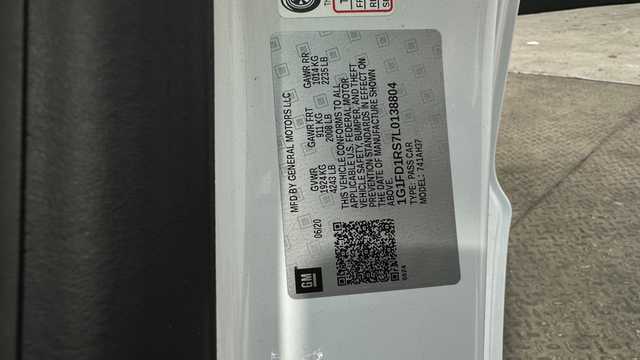 MFD BY GENERAL MOTORS LLC
06/20
GVWR
1924 KG
4243 LB
GAWR FRT
911 KG
2008 LB
GAWR RR
1014 KG
2235 LB
THIS VEHICLE CONFORMS TO ALL
APPLICABLE U.S. FEDERAL MOTOR
VEHICLE SAFETY, BUMPER, AND THEFT
PREVENTION STANDARDS IN EFFECT ON
THE DATE OF MANUFACTURE SHOWN
ABOVE.
1G1FD1RS7L0138804
TYPE: PASS CAR
MODEL: 741AH37
GM